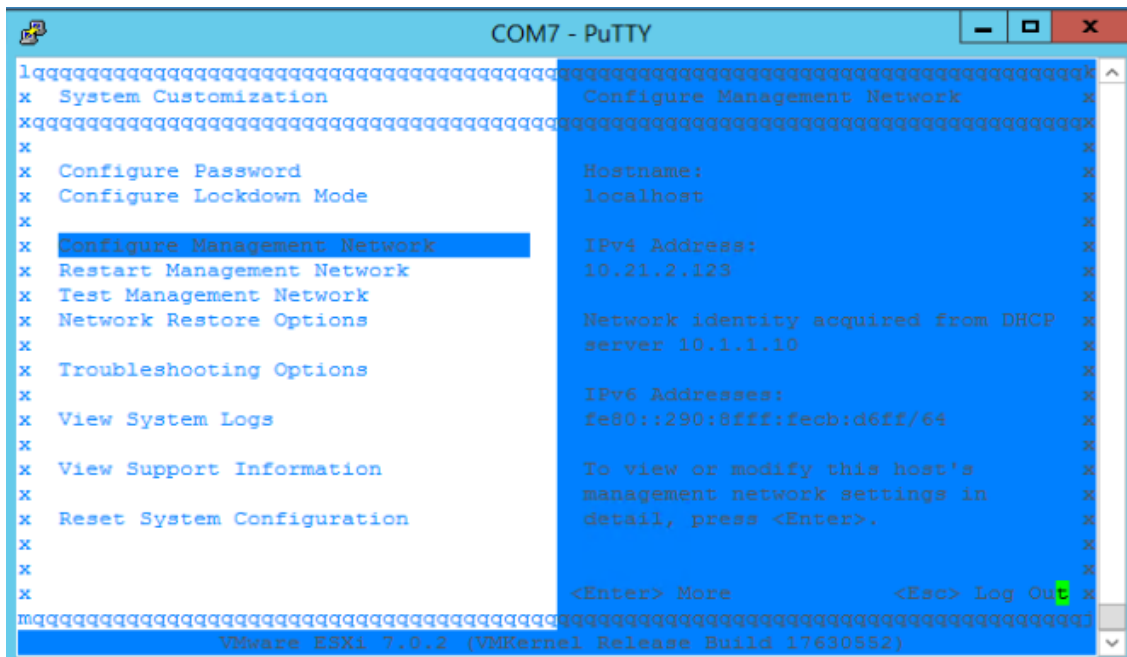 COM7 - PuTTY
lqqqqqqqqqqqqqqqqqqqqqqqqqqqqqqqqqqqqqqqqqqqqqqqqqqqqqqqqqqqqqqqqqqqqqqqqqqqqqqk
x System Customization Configure Management Network x
xqqqqqqqqqqqqqqqqqqqqqqqqqqqqqqqqqqqqqqqqqqqqqqqqqqqqqqqqqqqqqqqqqqqqqqqqqqqqqqx
x x
x Configure Password Hostname: x
x Configure Lockdown Mode localhost x
x x
x Configure Management Network IPv4 Address: x
x Restart Management Network 10.21.2.123 x
x Test Management Network x
x Network Restore Options Network identity acquired from DHCP x
x server 10.1.1.10 x
x Troubleshooting Options x
x IPv6 Addresses: x
x View System Logs fe80::290:8fff:fecb:d6ff/64 x
x x
x View Support Information To view or modify this host's x
x management network settings in x
x Reset System Configuration detail, press <Enter>. x
x x
x x
x <Enter> More <Esc> Log Out x
mqqqqqqqqqqqqqqqqqqqqqqqqqqqqqqqqqqqqqqqqqqqqqqqqqqqqqqqqqqqqqqqqqqqqqqqqqqqqqqj
VMware ESXi 7.0.2 (VMKernel Release Build 17630552)